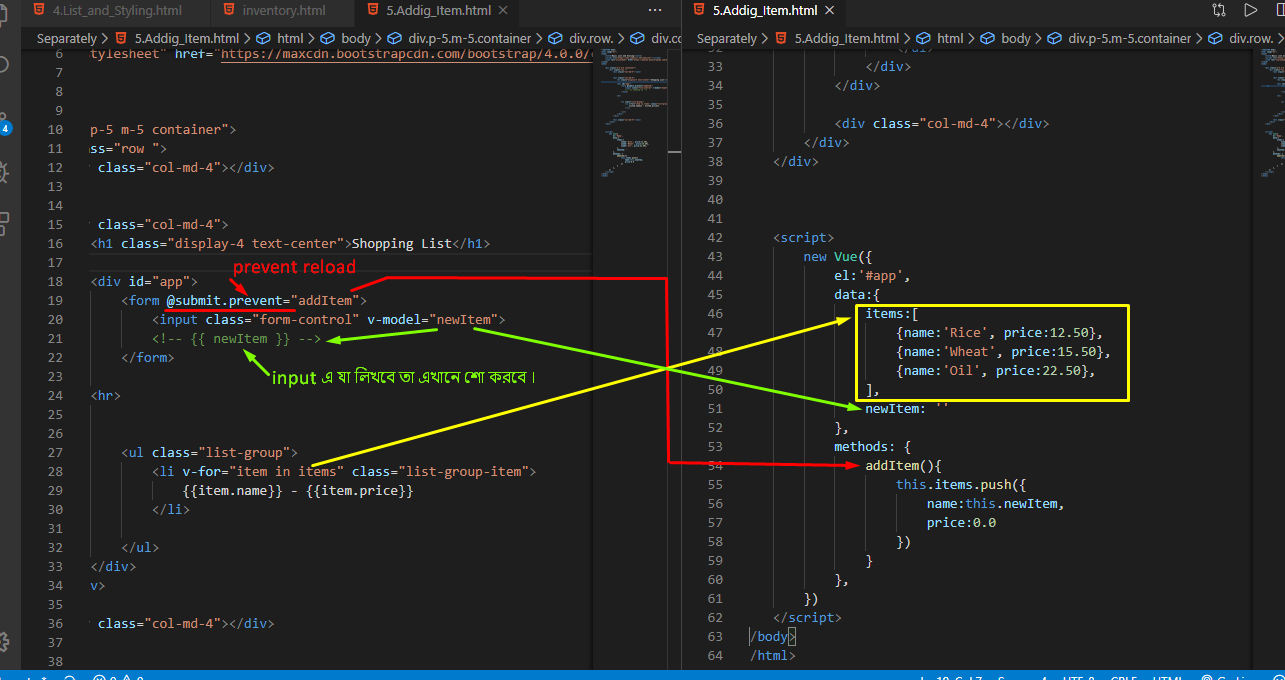 4.List_and_Styling.html inventory.html 5.Addig_Item.html
Separately > 5.Addig_Item.html > html > body > div.p-5.m-5.container > div.row. >
6 tylesheet" href="https://maxcdn.bootstrapcdn.com/bootstrap/4.0.0/
7
8
9
10 p-5 m-5 container">
11 ss="row ">
12 class="col-md-4"></div>
13
14
15 class="col-md-4">
16 <h1 class="display-4 text-center">Shopping List</h1>
17
prevent reload
18 <div id="app">
19 <form @submit.prevent="addItem">
20 <input class="form-control" v-model="newItem">
21 <!-- {{ newItem }} -->
22 </form>
input এ যা লিখবে তা এখানে শো করবে।
23
24 <hr>
25
26
27 <ul class="list-group">
28 <li v-for="item in items" class="list-group-item">
29 {{item.name}} - {{item.price}}
30 </li>
31
32 </ul>
33 </div>
34 v>
35
36 class="col-md-4"></div>
37
38
5.Addig_Item.html
Separately > 5.Addig_Item.html > html > body > div.p-5.m-5.container > div.row. >
33 </div>
34 </div>
35
36 <div class="col-md-4"></div>
37 </div>
38 </div>
39
40
41
42 <script>
43 new Vue({
44 el:'#app',
45 data:{
46 items:[
47 {name:'Rice', price:12.50},
48 {name:'Wheat', price:15.50},
49 {name:'Oil', price:22.50},
50 ],
51 newItem: ''
52 },
53 methods: {
54 addItem(){
55 this.items.push({
56 name:this.newItem,
57 price:0.0
58 })
59 }
60 },
61 })
62 </script>
63 /body>
64 /html>
4